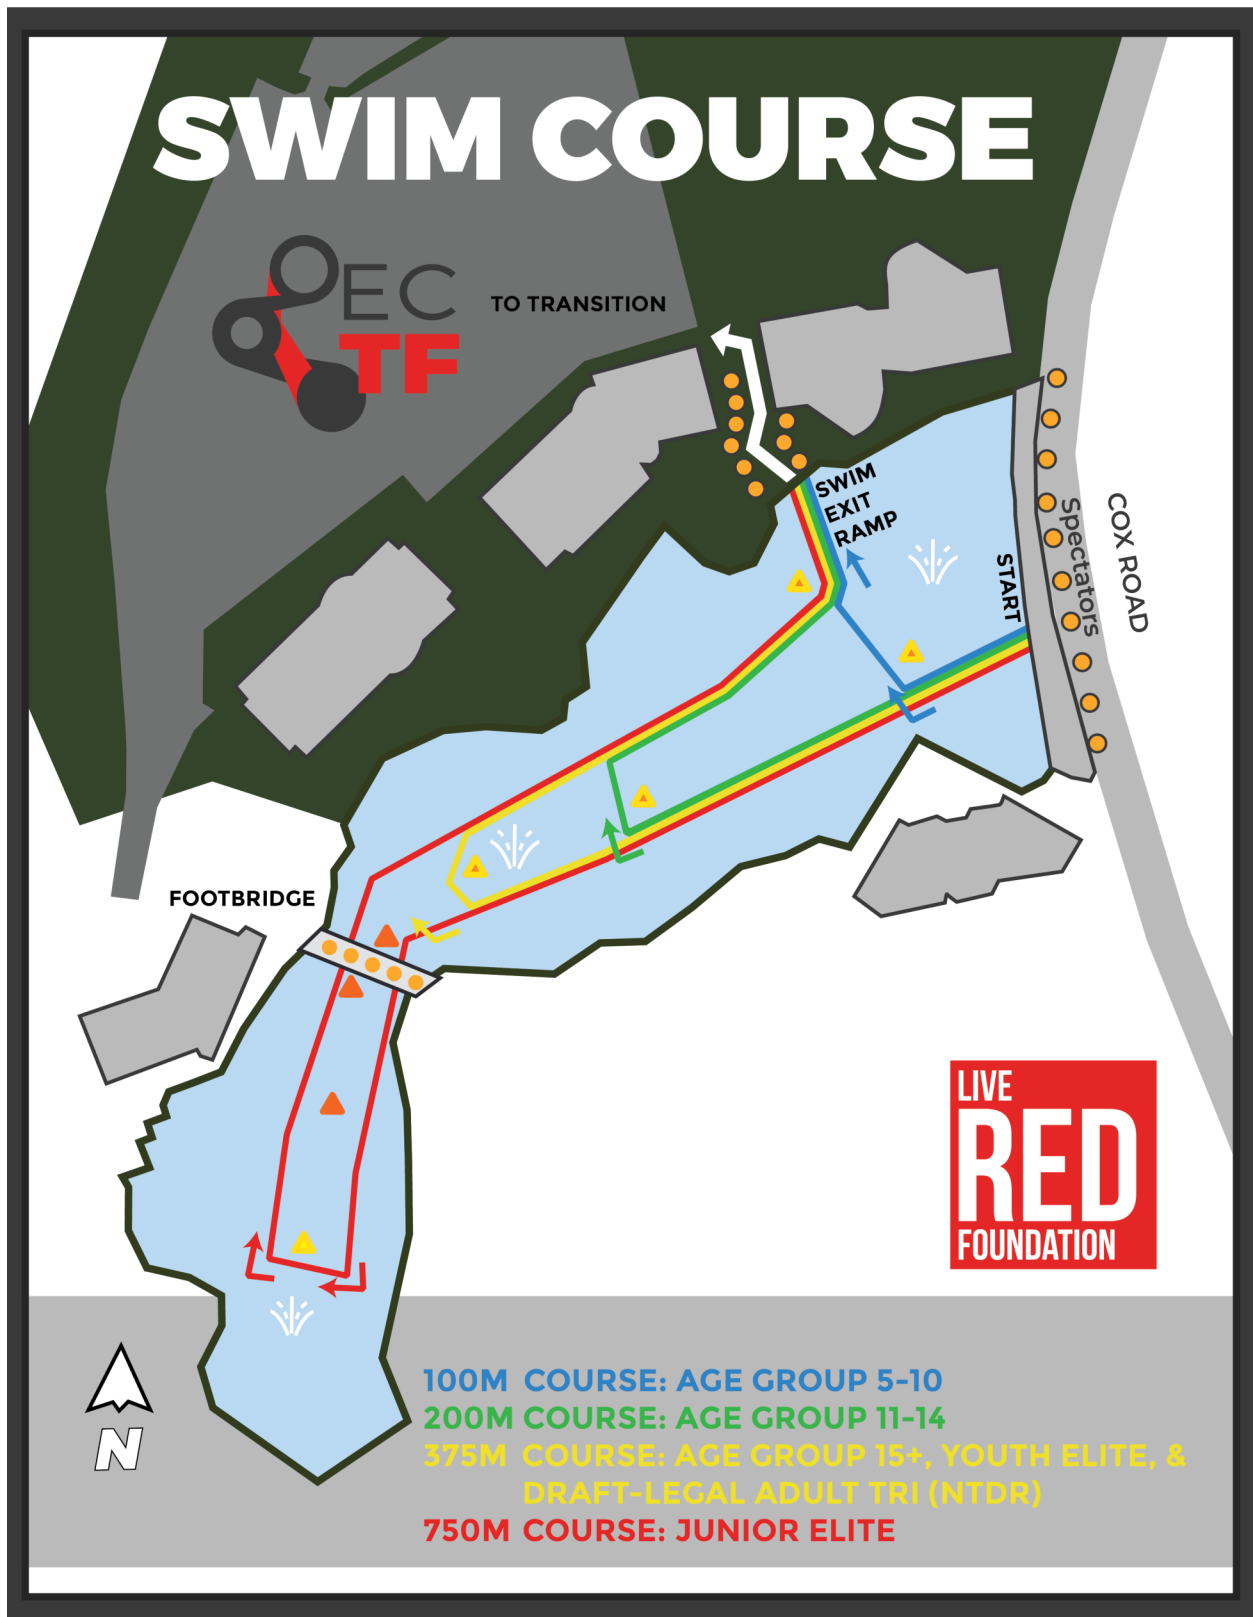 SWIM COURSE
EC
TF
TO TRANSITION
SWIM
EXIT
RAMP
START
Spectators
COX ROAD
FOOTBRIDGE
LIVE
RED
FOUNDATION
N
100M COURSE: AGE GROUP 5-10
200M COURSE: AGE GROUP 11-14
375M COURSE: AGE GROUP 15+, YOUTH ELITE, &
DRAFT-LEGAL ADULT TRI (NTDR)
750M COURSE: JUNIOR ELITE